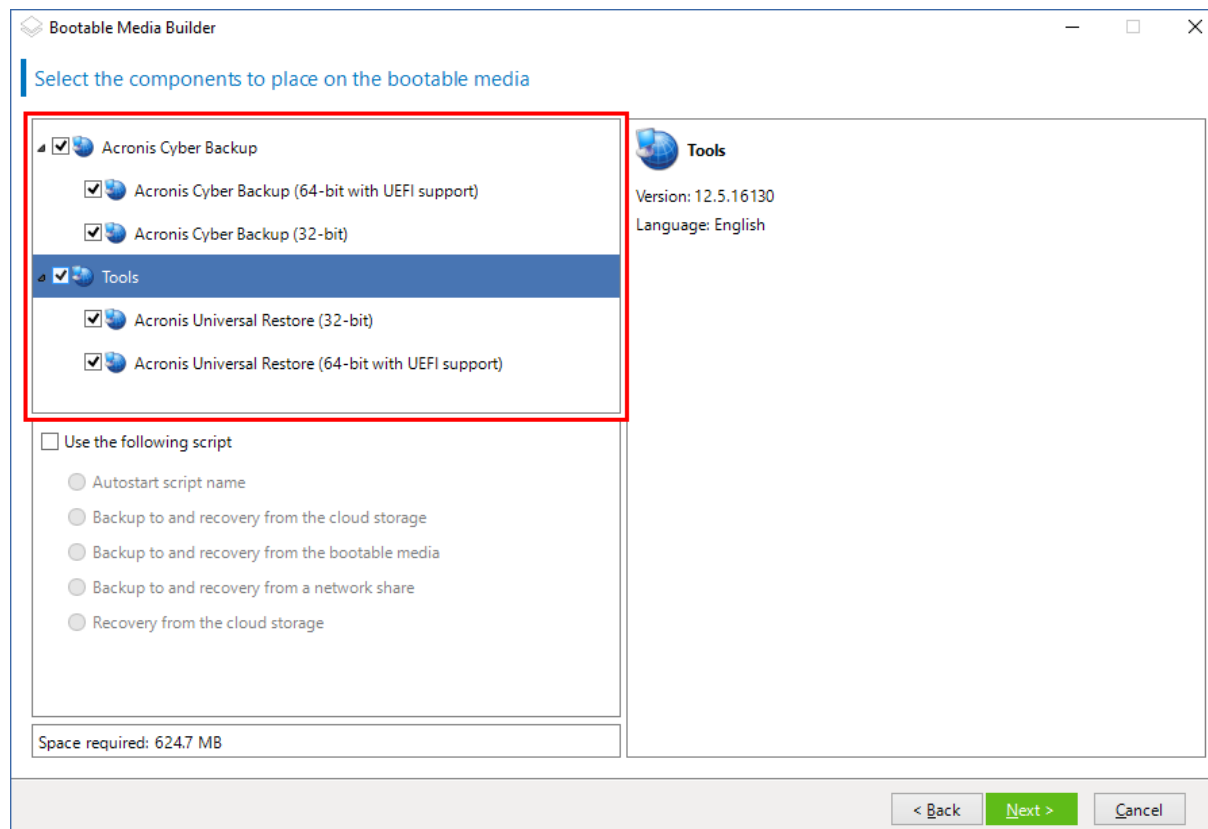 Bootable Media Builder
Select the components to place on the bootable media
Acronis Cyber Backup
Acronis Cyber Backup (64-bit with UEFI support)
Acronis Cyber Backup (32-bit)
Tools
Acronis Universal Restore (32-bit)
Acronis Universal Restore (64-bit with UEFI support)
Use the following script
Autostart script name
Backup to and recovery from the cloud storage
Backup to and recovery from the bootable media
Backup to and recovery from a network share
Recovery from the cloud storage
Space required: 624.7 MB
Tools
Version: 12.5.16130
Language: English
< Back
Next >
Cancel